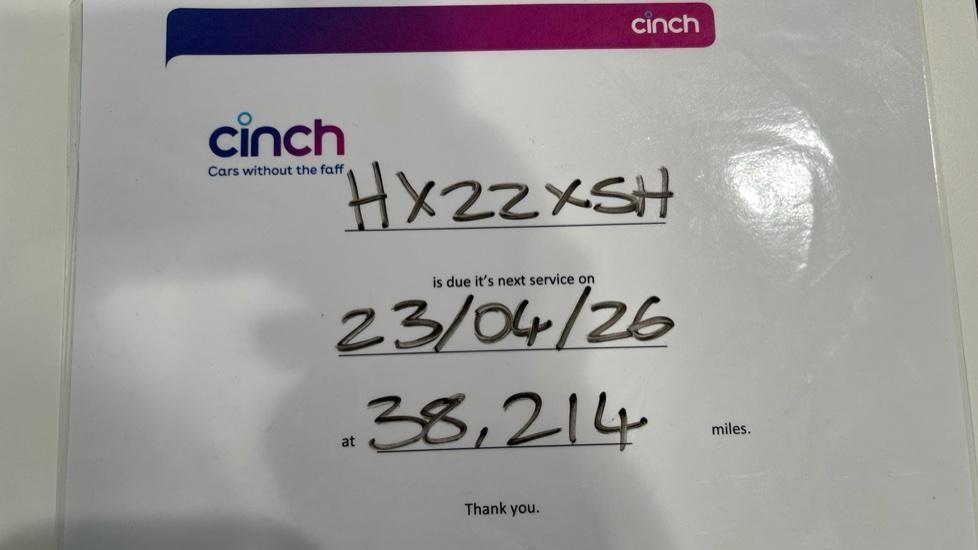 cinch
cinch
Cars without the faff
HX22XSH
is due it's next service on
23/04/26
at 38,214 miles.
Thank you.